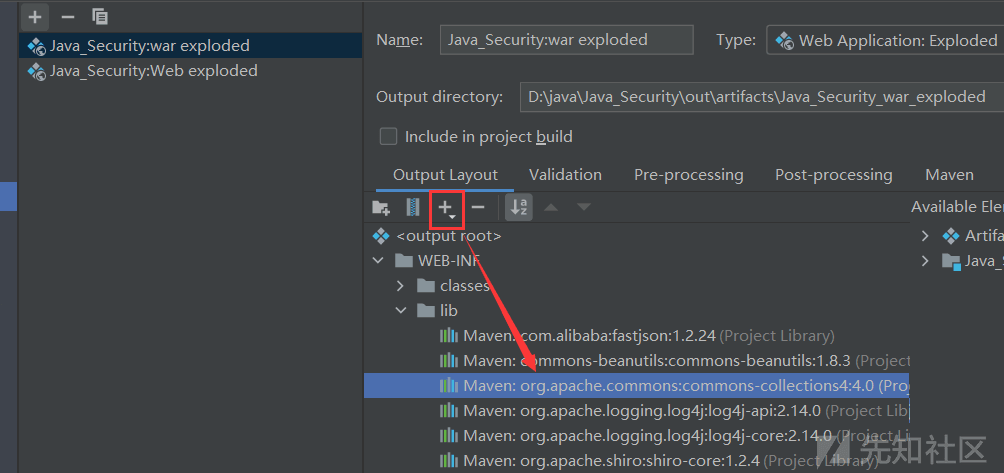 Java_Security:war exploded
Java_Security:Web exploded
Name: Java_Security:war exploded Type: Web Application: Exploded
Output directory: D:\java\Java_Security\out\artifacts\Java_Security_war_exploded
Include in project build
Output Layout Validation Pre-processing Post-processing Maven
Available Ele
<output root>
Artifa
WEB-INF
Java_S
classes
lib
Maven: com.alibaba:fastjson:1.2.24 (Project Library)
Maven: commons-beanutils:commons-beanutils:1.8.3 (Project
Maven: org.apache.commons:commons-collections4:4.0 (Proj
Maven: org.apache.logging.log4j:log4j-api:2.14.0 (Project Lib
Maven: org.apache.logging.log4j:log4j-core:2.14.0 (Project Li
Maven: org.apache.shiro:shiro-core:1.2.4 (Project Library)
先知社区